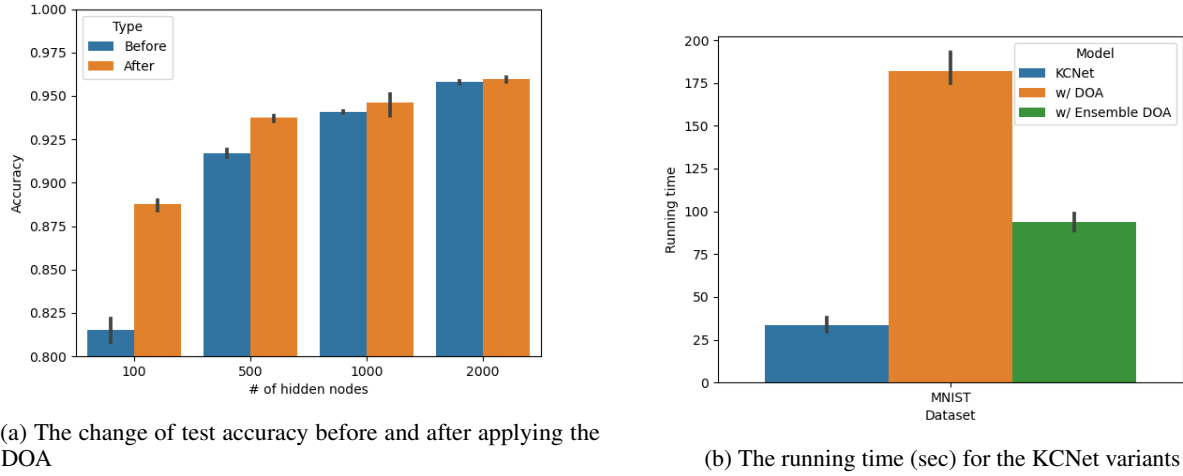 1.000
0.975
0.950
0.925
0.900
0.875
0.850
0.825
0.800
Accuracy
Type
Before
After
100
500
1000
2000
# of hidden nodes
(a) The change of test accuracy before and after applying the
DOA
200
175
150
125
100
75
50
25
0
Running time
Model
KCNet
w/ DOA
w/ Ensemble DOA
MNIST
Dataset
(b) The running time (sec) for the KCNet variants